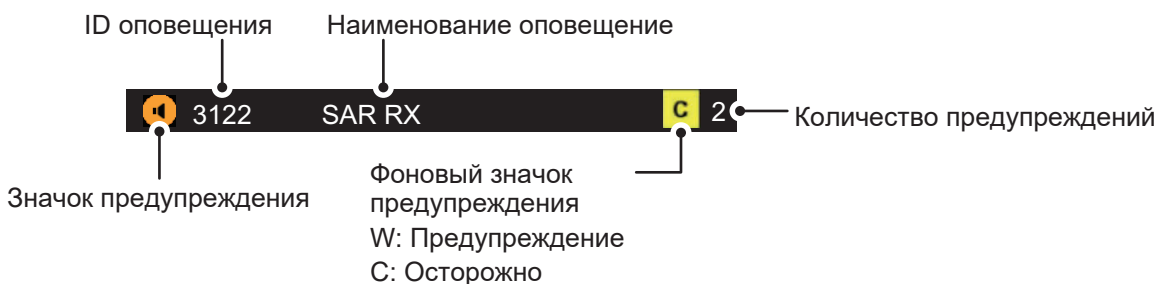 ID оповещения
Наименование оповещение
3122
SAR RX
C
2
Количество предупреждений
Значок предупреждения
Фоновый значок
предупреждения
W: Предупреждение
C: Осторожно